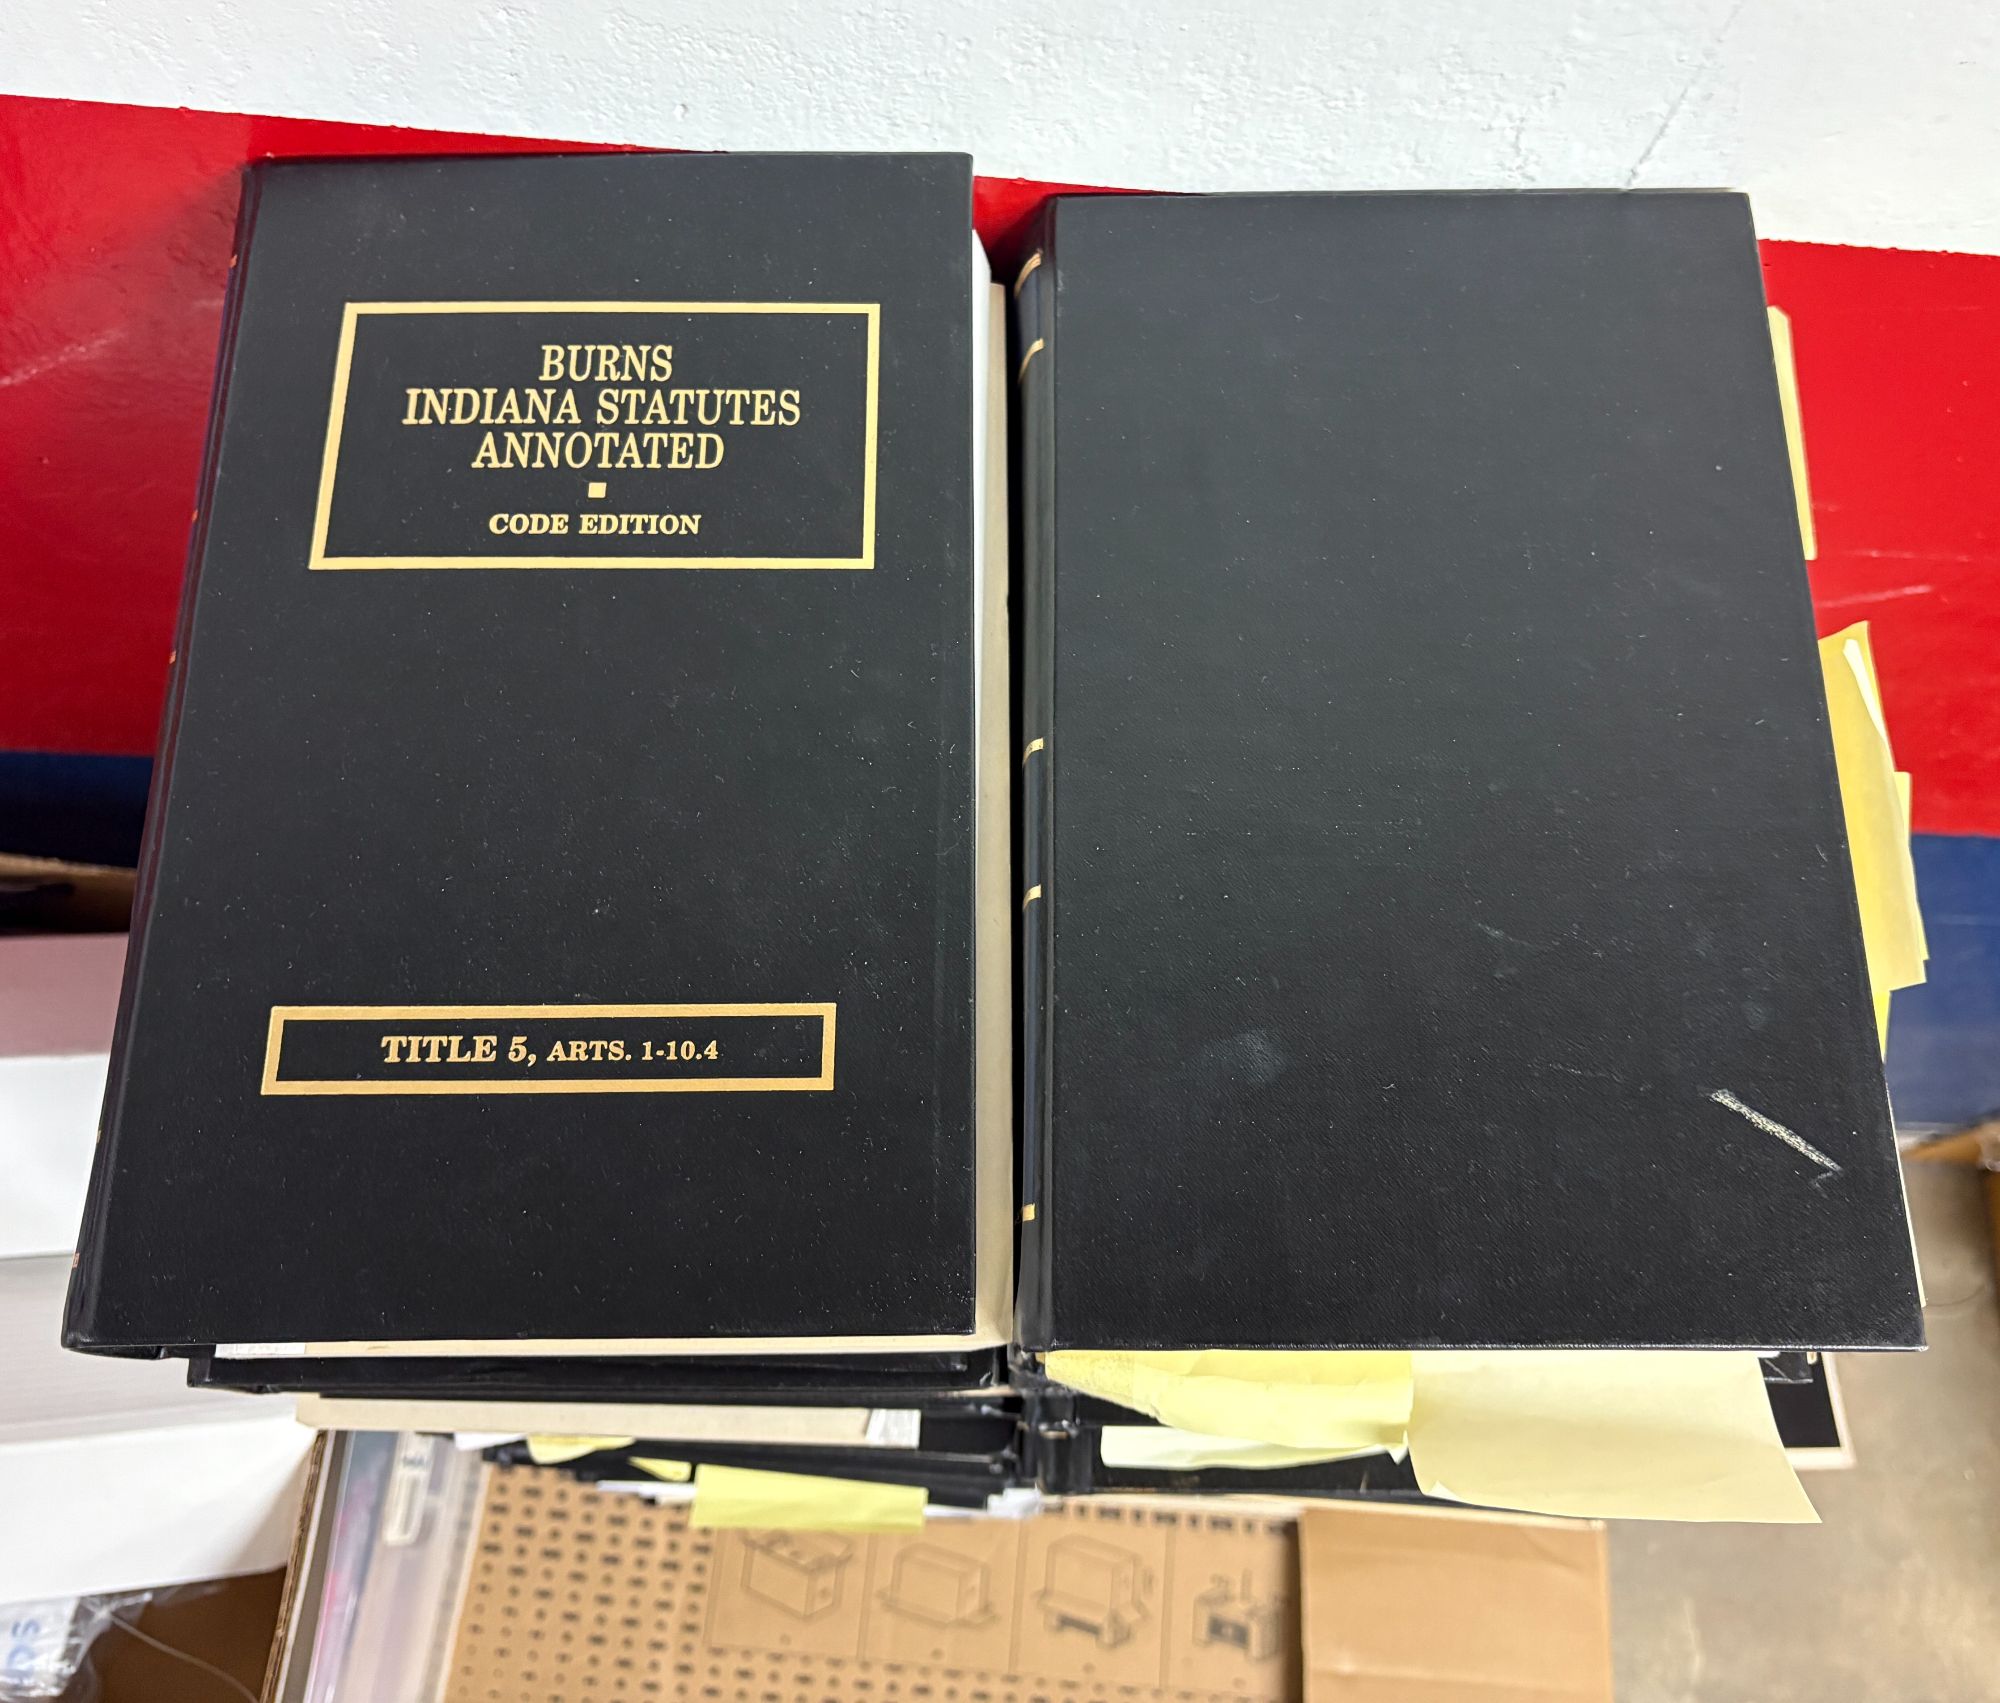 BURNS
INDIANA STATUTES
ANNOTATED
CODE EDITION
TITLE 5, ARTS. 1-10.4